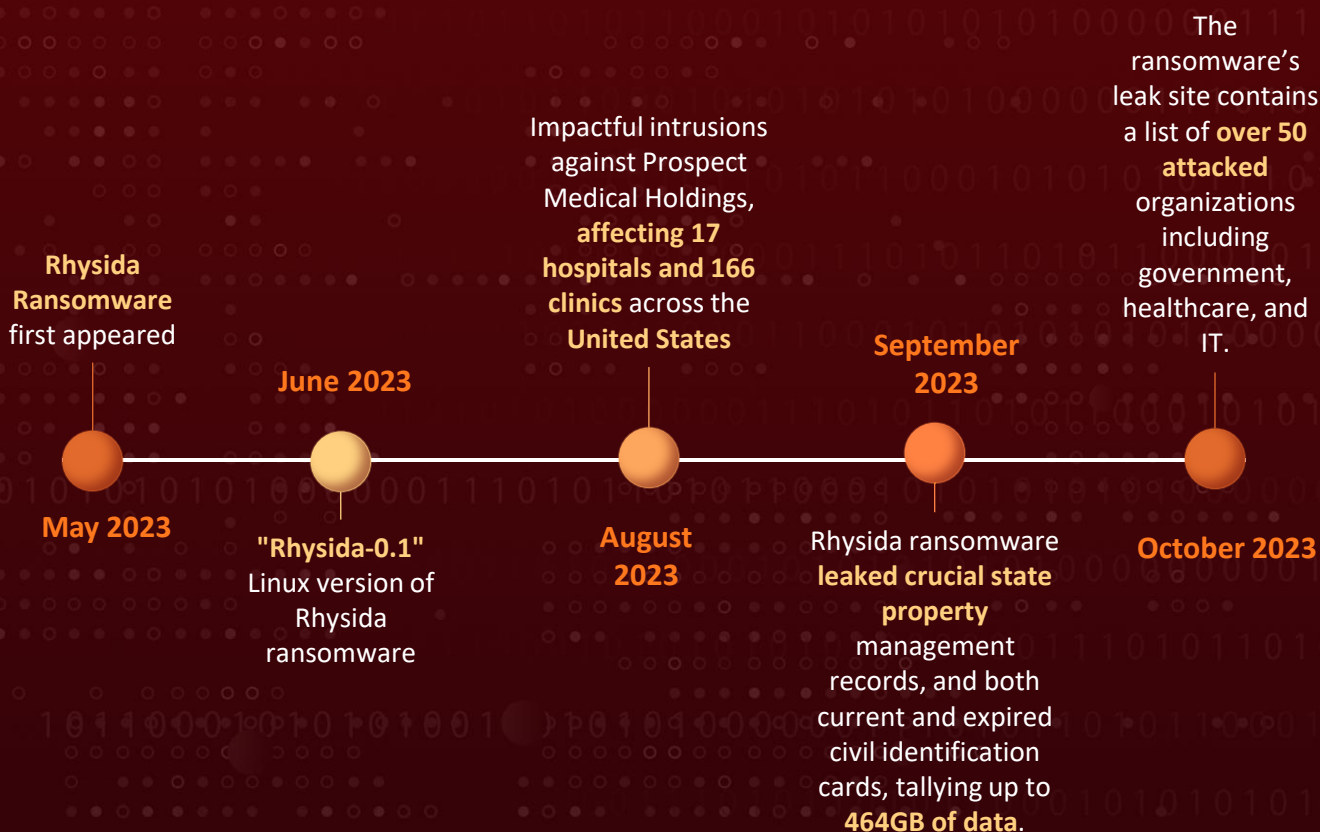 Rhysida
Ransomware
first appeared
May 2023
June 2023
"Rhysida-0.1"
Linux version of
Rhysida
ransomware
Impactful intrusions
against Prospect
Medical Holdings,
affecting 17
hospitals and 166
clinics across the
United States
August
2023
September
2023
Rhysida ransomware
leaked crucial state
property
management
records, and both
current and expired
civil identification
cards, tallying up to
464GB of data.
The
ransomware’s
leak site contains
a list of over 50
attacked
organizations
including
government,
healthcare, and
IT.
October 2023